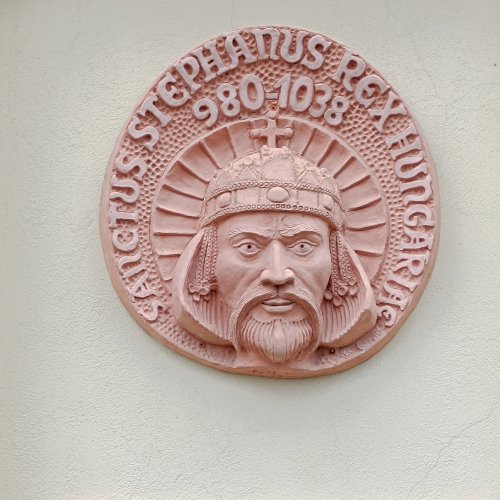 SANCTUS STEPHANUS REX HUNGARIAE
980-1038